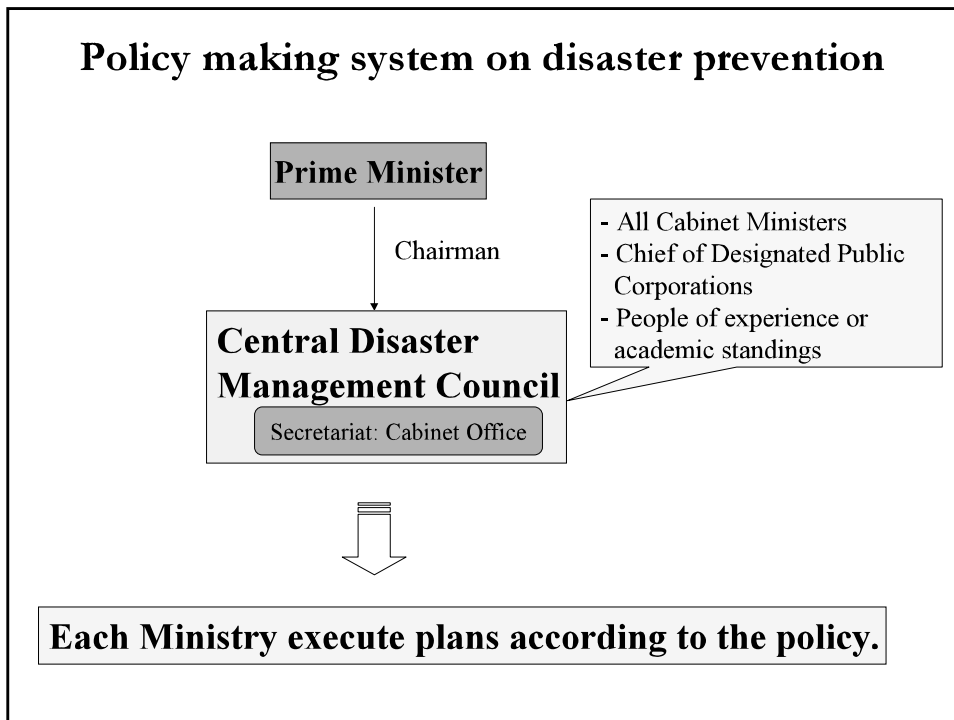 Policy making system on disaster prevention
Prime Minister
Chairman
- All Cabinet Ministers
- Chief of Designated Public
Corporations
- People of experience or
academic standings
Central Disaster
Management Council
Secretariat: Cabinet Office
Each Ministry execute plans according to the policy.